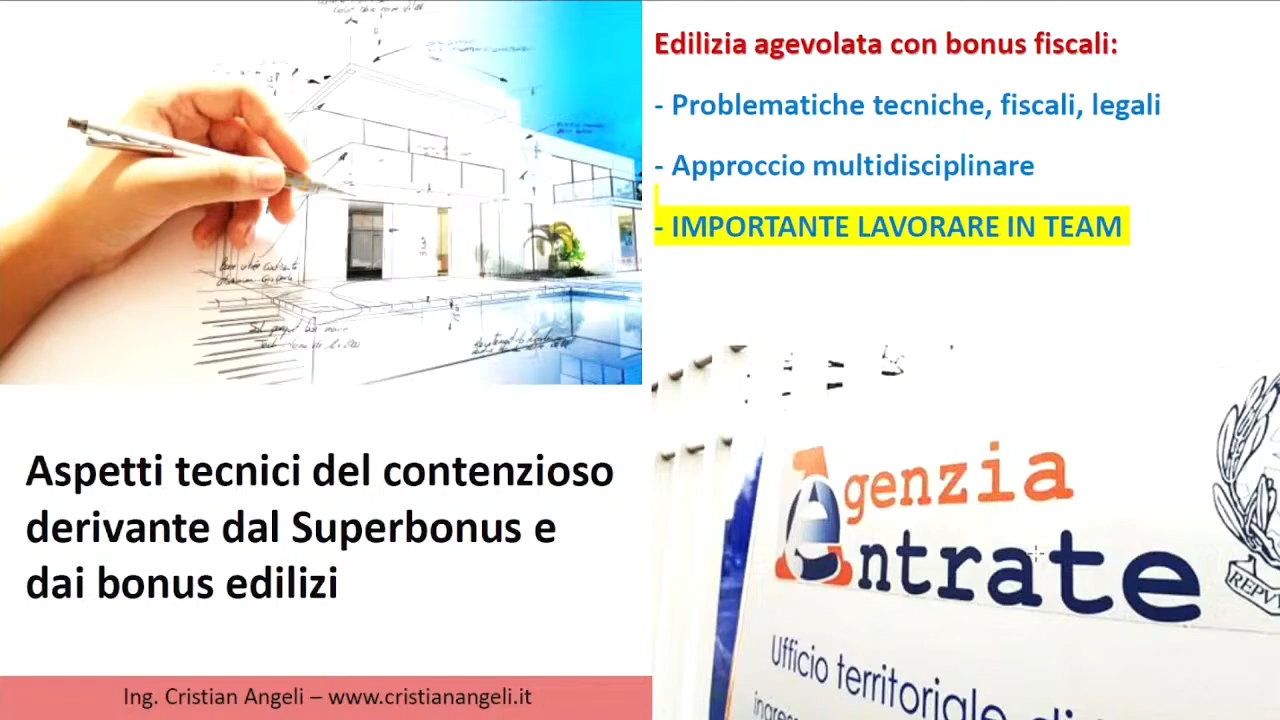 Edilizia agevolata con bonus fiscali:
- Problematiche tecniche, fiscali, legali
- Approccio multidisciplinare
- IMPORTANTE LAVORARE IN TEAM
Aspetti tecnici del contenzioso
derivante dal Superbonus e
dai bonus edilizi
Ing. Cristian Angeli – www.cristianangeli.it
Agenzia
Entrate
Ufficio territoriale di